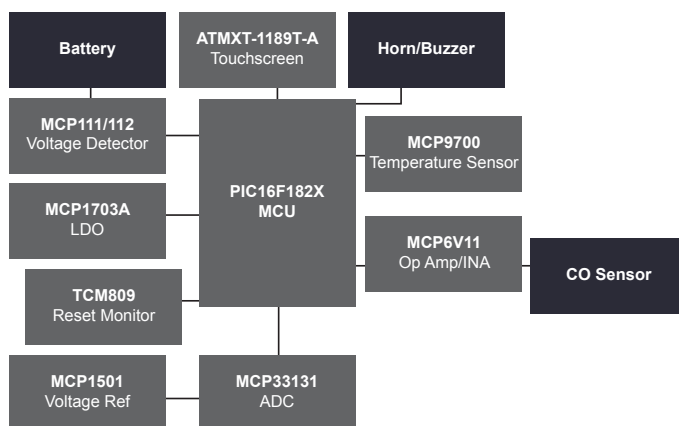 Battery
ATMXT-1189T-A
Touchscreen
Horn/Buzzer
MCP111/112
Voltage Detector
MCP9700
Temperature Sensor
PIC16F182X
MCU
MCP1703A
LDO
MCP6V11
Op Amp/INA
CO Sensor
TCM809
Reset Monitor
MCP1501
Voltage Ref
MCP33131
ADC